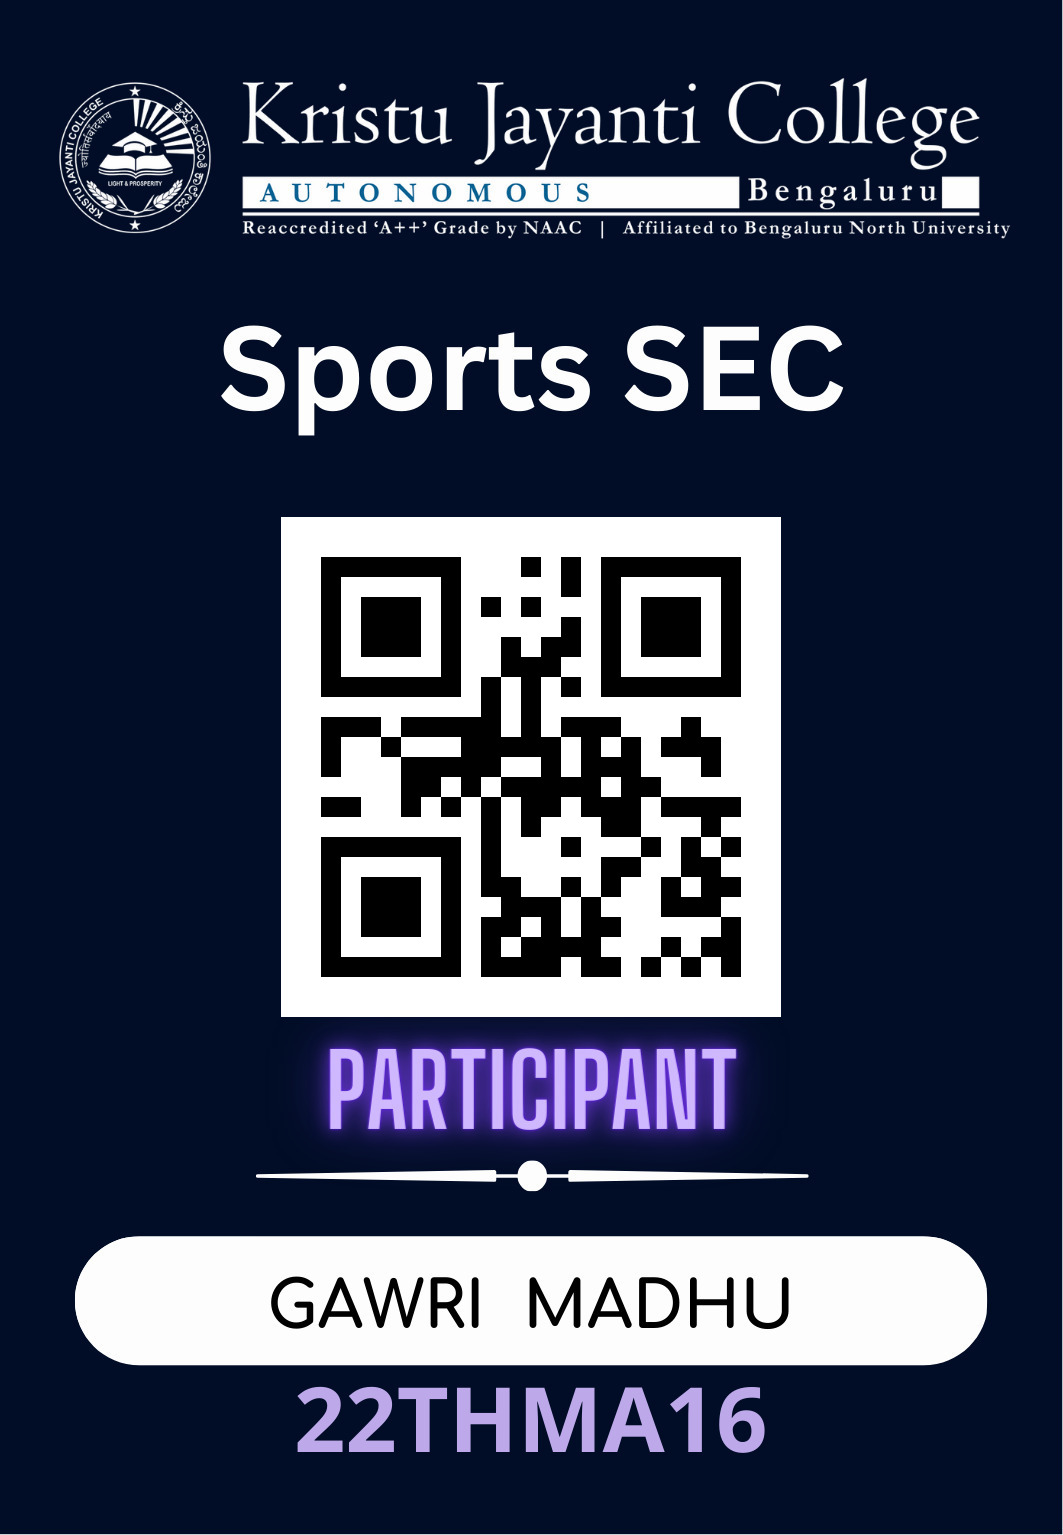 KRISTU JAYANTI COLLEGE
ಕ್ರಿಸ್ತು ಜಯಂತಿ ಕಾಲೇಜು
LIGHT & PROSPERITY
Kristu Jayanti College
AUTONOMOUS Bengaluru
Reaccredited ‘A++’ Grade by NAAC | Affiliated to Bengaluru North University
Sports SEC
PARTICIPANT
GAWRI MADHU
22THMA16